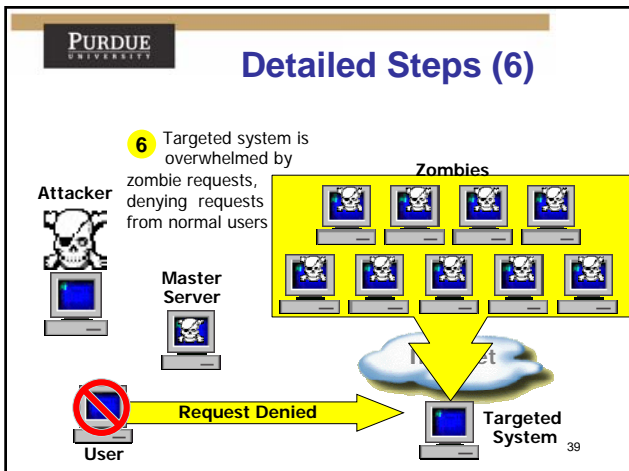 PURDUE
UNIVERSITY
Detailed Steps (6)
6 Targeted system is
overwhelmed by
zombie requests,
denying requests
from normal users
Zombies
Attacker
Master
Server
Request Denied
User
Targeted
System
39